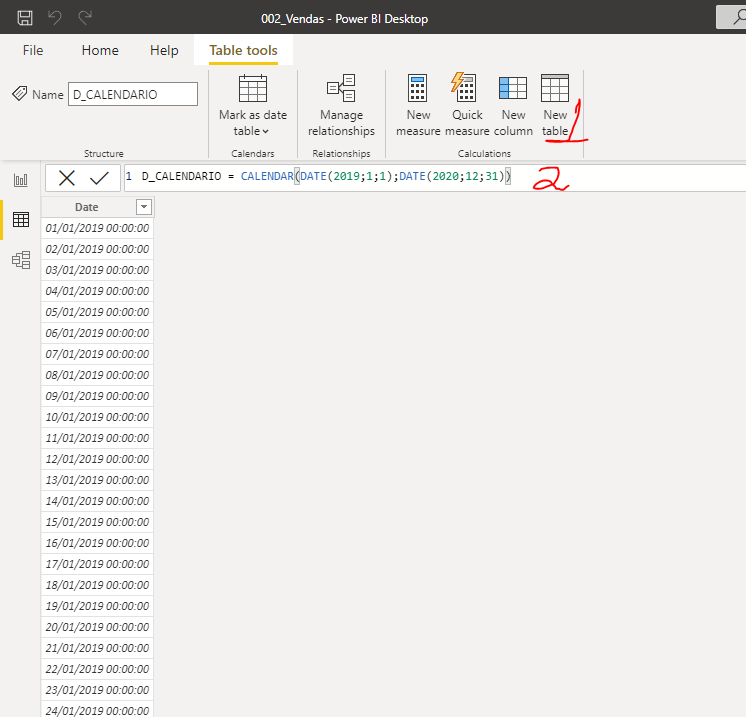 002_Vendas - Power BI Desktop
File Home Help Table tools
Name D_CALENDARIO
Mark as date table
Manage relationships
New measure
Quick measure
New column
New table
1
Structure Calendars Relationships Calculations
1 D_CALENDARIO = CALENDAR(DATE(2019;1;1);DATE(2020;12;31))
2
Date
01/01/2019 00:00:00
02/01/2019 00:00:00
03/01/2019 00:00:00
04/01/2019 00:00:00
05/01/2019 00:00:00
06/01/2019 00:00:00
07/01/2019 00:00:00
08/01/2019 00:00:00
09/01/2019 00:00:00
10/01/2019 00:00:00
11/01/2019 00:00:00
12/01/2019 00:00:00
13/01/2019 00:00:00
14/01/2019 00:00:00
15/01/2019 00:00:00
16/01/2019 00:00:00
17/01/2019 00:00:00
18/01/2019 00:00:00
19/01/2019 00:00:00
20/01/2019 00:00:00
21/01/2019 00:00:00
22/01/2019 00:00:00
23/01/2019 00:00:00
24/01/2019 00:00:00